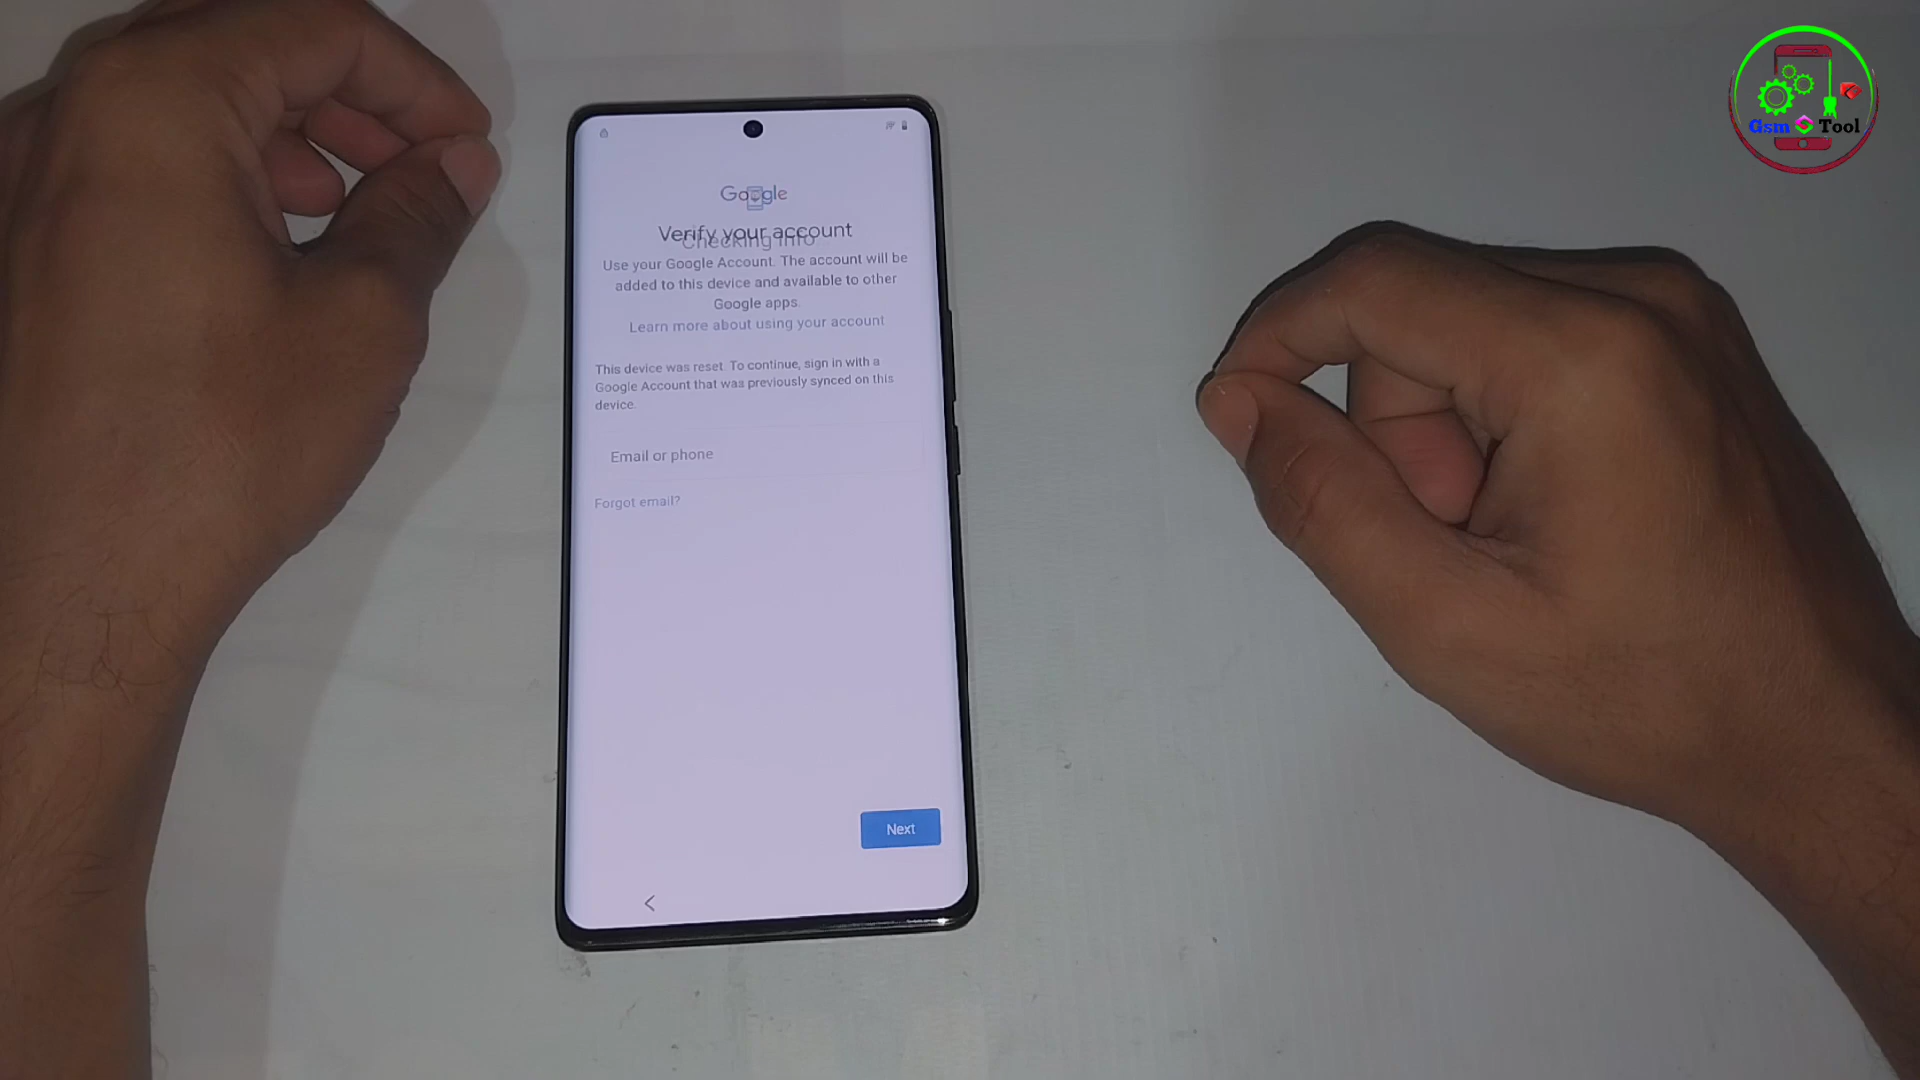 Gsm S Tool
Google
Verify your account
Checking info
Use your Google Account. The account will be
added to this device and available to other
Google apps.
Learn more about using your account
This device was reset. To continue, sign in with a
Google Account that was previously synced on this
device.
Email or phone
Forgot email?
Next